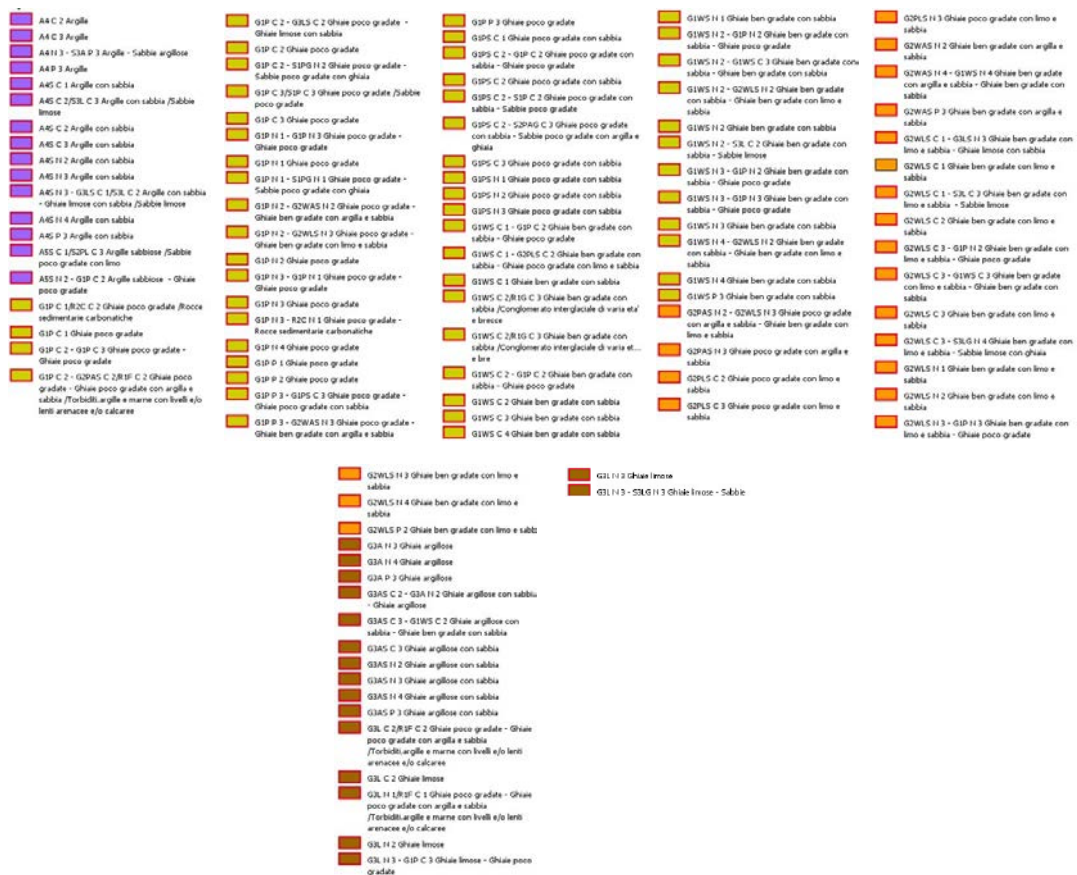 A4 C 2 Argille
A4 C 3 Argille
A4 N 3 - S3A P 3 Argille - Sabbie argillose
A4 P 3 Argille
A4S C 1 Argille con sabbia
A4S C 2/S3L C 3 Argille con sabbia /Sabbie
limose
A4S C 2 Argille con sabbia
A4S C 3 Argille con sabbia
A4S N 2 Argille con sabbia
A4S N 3 Argille con sabbia
A4S N 3 - G3LS C 1/S3L C 2 Argille con sabbia
- Ghiaie limose con sabbia /Sabbie limose
A4S N 4 Argille con sabbia
A4S P 3 Argille con sabbia
A5S C 1/S2PL C 3 Argille sabbiose /Sabbie
poco gradate con limo
A5S N 2 - G1P C 2 Argille sabbiose - Ghiaie
poco gradate
G1P C 1/R2C C 2 Ghiaie poco gradate /Rocce
sedimentarie carbonatiche
G1P C 1 Ghiaie poco gradate
G1P C 2 - G1P C 3 Ghiaie poco gradate -
Ghiaie poco gradate
G1P C 2 - G2PAS C 2/R1F C 2 Ghiaie poco
gradate - Ghiaie poco gradate con argilla e
sabbia /Torbiditi,argille e marne con livelli e/o
lenti arenacee e/o calcaree
G1P C 2 - G3LS C 2 Ghiaie poco gradate -
Ghiaie limose con sabbia
G1P C 2 Ghiaie poco gradate
G1P C 2 - S1PG N 2 Ghiaie poco gradate -
Sabbie poco gradate con ghiaia
G1P C 3/S1P C 3 Ghiaie poco gradate /Sabbie
poco gradate
G1P C 3 Ghiaie poco gradate
G1P N 1 - G1P N 3 Ghiaie poco gradate -
Ghiaie poco gradate
G1P N 1 Ghiaie poco gradate
G1P N 1 - S1PG N 1 Ghiaie poco gradate -
Sabbie poco gradate con ghiaia
G1P N 2 - G2WAS N 2 Ghiaie poco gradate -
Ghiaie ben gradate con argilla e sabbia
G1P N 2 - G2WLS N 3 Ghiaie poco gradate -
Ghiaie ben gradate con limo e sabbia
G1P N 2 Ghiaie poco gradate
G1P N 3 - G1P N 1 Ghiaie poco gradate -
Ghiaie poco gradate
G1P N 3 Ghiaie poco gradate
G1P N 3 - R2C N 1 Ghiaie poco gradate -
Rocce sedimentarie carbonatiche
G1P N 4 Ghiaie poco gradate
G1P P 1 Ghiaie poco gradate
G1P P 2 Ghiaie poco gradate
G1P P 3 - G1PS C 3 Ghiaie poco gradate -
Ghiaie poco gradate con sabbia
G1P P 3 - G2WAS N 3 Ghiaie poco gradate -
Ghiaie ben gradate con argilla e sabbia
G1P P 3 Ghiaie poco gradate
G1PS C 1 Ghiaie poco gradate con sabbia
G1PS C 2 - G1P C 2 Ghiaie poco gradate con
sabbia - Ghiaie poco gradate
G1PS C 2 Ghiaie poco gradate con sabbia
G1PS C 2 - S1P C 2 Ghiaie poco gradate con
sabbia - Sabbie poco gradate
G1PS C 2 - S2PAG C 3 Ghiaie poco gradate
con sabbia - Sabbie poco gradate con argilla e
ghiaia
G1PS C 3 Ghiaie poco gradate con sabbia
G1PS N 1 Ghiaie poco gradate con sabbia
G1PS N 2 Ghiaie poco gradate con sabbia
G1PS N 3 Ghiaie poco gradate con sabbia
G1WS C 1 - G1P C 2 Ghiaie ben gradate con
sabbia - Ghiaie poco gradate
G1WS C 1 - G2PLS C 2 Ghiaie ben gradate con
sabbia - Ghiaie poco gradate con limo e sabbia
G1WS C 1 Ghiaie ben gradate con sabbia
G1WS C 2/R1G C 3 Ghiaie ben gradate con
sabbia /Conglomerato interglaciale di varia eta'
e brecce
G1WS C 2/R1G C 3 Ghiaie ben gradate con
sabbia /Conglomerato interglaciale di varia et...
e bre
G1WS C 2 - G1P C 2 Ghiaie ben gradate con
sabbia - Ghiaie poco gradate
G1WS C 2 Ghiaie ben gradate con sabbia
G1WS C 3 Ghiaie ben gradate con sabbia
G1WS C 4 Ghiaie ben gradate con sabbia
G1WS N 1 Ghiaie ben gradate con sabbia
G1WS N 2 - G1P N 2 Ghiaie ben gradate con
sabbia - Ghiaie poco gradate
G1WS N 2 - G1WS C 3 Ghiaie ben gradate con
sabbia - Ghiaie ben gradate con sabbia
G1WS N 2 - G2WLS N 2 Ghiaie ben gradate
con sabbia - Ghiaie ben gradate con limo e
sabbia
G1WS N 2 Ghiaie ben gradate con sabbia
G1WS N 2 - S3L C 2 Ghiaie ben gradate con
sabbia - Sabbie limose
G1WS N 3 - G1P N 2 Ghiaie ben gradate con
sabbia - Ghiaie poco gradate
G1WS N 3 - G1P N 3 Ghiaie ben gradate con
sabbia - Ghiaie poco gradate
G1WS N 3 Ghiaie ben gradate con sabbia
G1WS N 4 - G2WLS N 2 Ghiaie ben gradate
con sabbia - Ghiaie ben gradate con limo e
sabbia
G1WS N 4 Ghiaie ben gradate con sabbia
G1WS P 3 Ghiaie ben gradate con sabbia
G2PAS N 2 - G2WLS N 3 Ghiaie poco gradate
con argilla e sabbia - Ghiaie ben gradate con
limo e sabbia
G2PAS N 3 Ghiaie poco gradate con argilla e
sabbia
G2PLS C 2 Ghiaie poco gradate con limo e
sabbia
G2PLS C 3 Ghiaie poco gradate con limo e
sabbia
G2PLS N 3 Ghiaie poco gradate con limo e
sabbia
G2WAS N 2 Ghiaie ben gradate con argilla e
sabbia
G2WAS N 4 - G1WS N 4 Ghiaie ben gradate
con argilla e sabbia - Ghiaie ben gradate con
sabbia
G2WAS P 3 Ghiaie ben gradate con argilla e
sabbia
G2WLS C 1 - G3LS N 3 Ghiaie ben gradate con
limo e sabbia - Ghiaie limose con sabbia
G2WLS C 1 Ghiaie ben gradate con limo e
sabbia
G2WLS C 1 - S3L C 3 Ghiaie ben gradate con
limo e sabbia - Sabbie limose
G2WLS C 2 Ghiaie ben gradate con limo e
sabbia
G2WLS C 3 - G1P N 2 Ghiaie ben gradate con
limo e sabbia - Ghiaie poco gradate
G2WLS C 3 - G1WS C 3 Ghiaie ben gradate
con limo e sabbia - Ghiaie ben gradate con
sabbia
G2WLS C 3 Ghiaie ben gradate con limo e
sabbia
G2WLS C 3 - S3LG N 4 Ghiaie ben gradate con
limo e sabbia - Sabbie limose con ghiaia
G2WLS N 1 Ghiaie ben gradate con limo e
sabbia
G2WLS N 2 Ghiaie ben gradate con limo e
sabbia
G2WLS N 3 - G1P N 3 Ghiaie ben gradate con
limo e sabbia - Ghiaie poco gradate
G2WLS N 3 Ghiaie ben gradate con limo e
sabbia
G2WLS N 4 Ghiaie ben gradate con limo e
sabbia
G2WLS P 2 Ghiaie ben gradate con limo e sabb
G3A N 3 Ghiaie argillose
G3A N 4 Ghiaie argillose
G3A P 3 Ghiaie argillose
G3AS C 2 - G3A N 2 Ghiaie argillose con sabbia
- Ghiaie argillose
G3AS C 3 - G1WS C 2 Ghiaie argillose con
sabbia - Ghiaie ben gradate con sabbia
G3AS C 3 Ghiaie argillose con sabbia
G3AS N 2 Ghiaie argillose con sabbia
G3AS N 3 Ghiaie argillose con sabbia
G3AS N 4 Ghiaie argillose con sabbia
G3AS P 3 Ghiaie argillose con sabbia
G3L C 2/R1F C 2 Ghiaie poco gradate - Ghiaie
poco gradate con argilla e sabbia
/Torbiditi,argille e marne con livelli e/o lenti
arenacee e/o calcaree
G3L C 2 Ghiaie limose
G3L N 1/R1F C 1 Ghiaie poco gradate - Ghiaie
poco gradate con argilla e sabbia
/Torbiditi,argille e marne con livelli e/o lenti
arenacee e/o calcaree
G3L N 2 Ghiaie limose
G3L N 3 - G1P C 3 Ghiaie limose - Ghiaie poco
gradate
G3L N 3 Ghiaie limose
G3L N 3 - S3LG N 3 Ghiaie limose - Sabbie